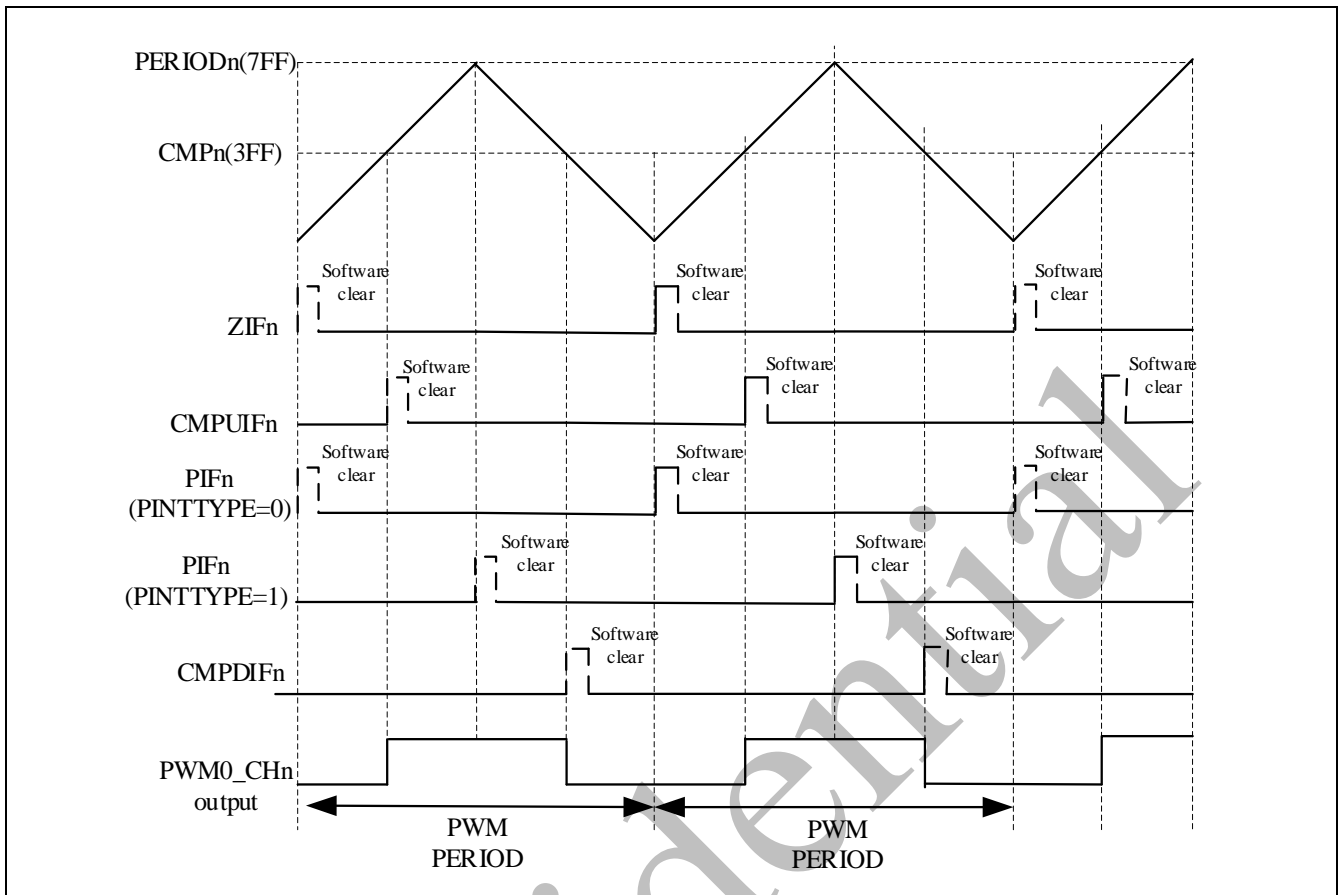 PERIODn(7FF)
CMPn(3FF)
Software
clear
Software
clear
Software
clear
ZIFn
Software
clear
Software
clear
Software
clear
CMPUIFn
Software
clear
Software
clear
Software
clear
PIFn
(PINTTYPE=0)
Software
clear
Software
clear
PIFn
(PINTTYPE=1)
Software
clear
Software
clear
CMPDIFn
PWM0_CHn
output
PWM
PERIOD
PWM
PERIOD
idential